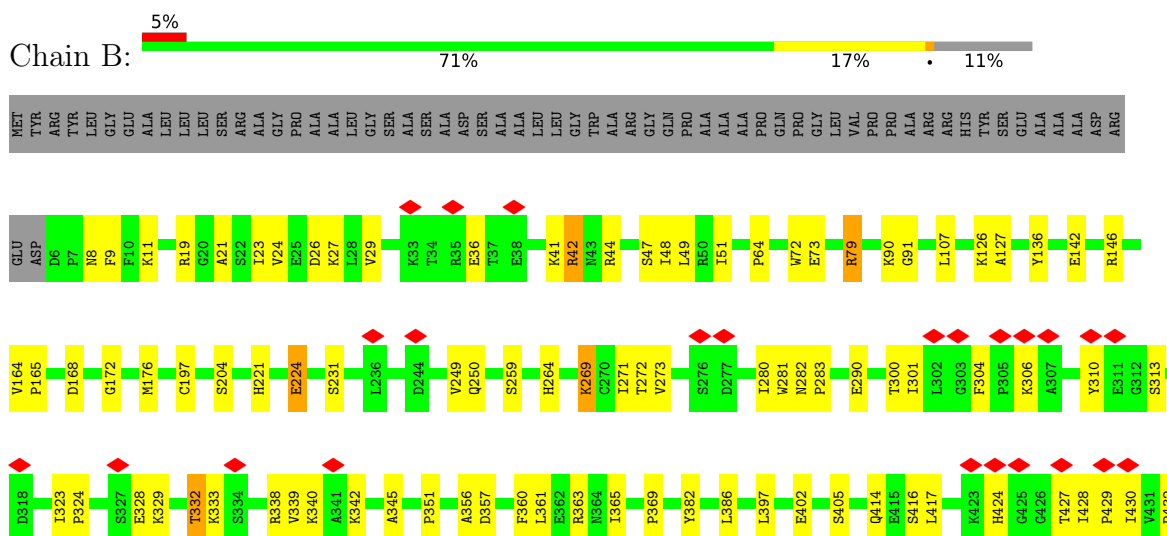 5%
Chain B:
71% 17% • 11%
MET TYR ARG TYR LEU GLY GLU ALA LEU LEU LEU SER ARG ALA GLY PRO ALA ALA LEU GLY SER ALA SER ALA ASP SER ALA ALA LEU LEU GLY TRP ALA ARG GLY GLN PRO ALA ALA ALA PRO GLN PRO GLY LEU VAL PRO PRO ALA ARG ARG HIS TYR SER GLU ALA ALA ALA ASP ARG
GLU ASP D6 P7 N8 F9 F10 K11 R19 G20 A21 S22 I23 V24 E25 D26 K27 L28 V29 K33 T34 R35 E36 T37 E38 K41 R42 N43 R44 S47 I48 L49 R50 I51 P64 W72 E73 R79 K90 G91 L107 K126 A127 Y136 E142 R146
V164 P165 D168 G172 M176 C197 S204 H221 E224 S231 L236 D244 V249 Q250 S259 H264 K269 C270 I271 T272 V273 S276 D277 I280 W281 N282 P283 E290 T300 I301 L302 G303 F304 P305 K306 A307 Y310 E311 G312 S313
D318 I323 P324 S327 E328 K329 T332 K333 S334 R338 V339 K340 A341 K342 A345 P351 A356 D357 F360 L361 E362 R363 N364 I365 P369 Y382 L386 L397 E402 S405 Q414 E415 S416 L417 K423 H424 G425 G426 T427 I428 P429 I430 V431